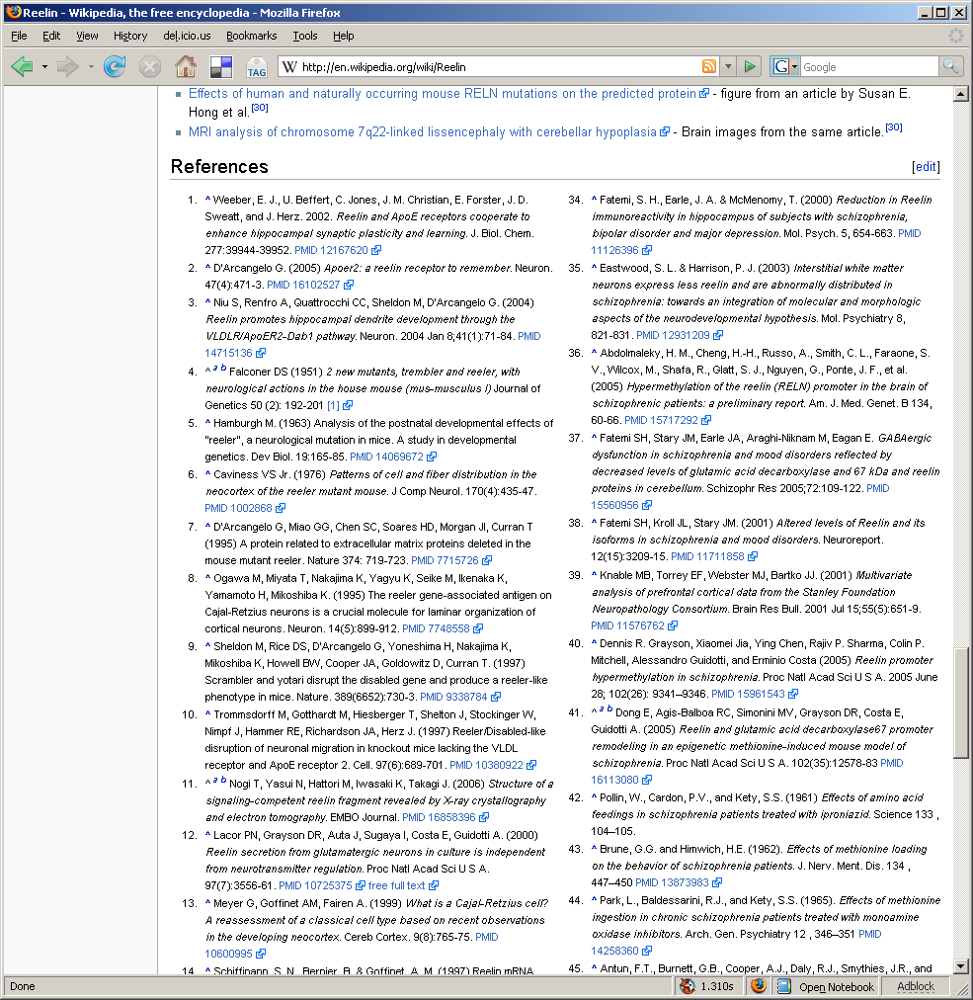 Reelin - Wikipedia, the free encyclopedia - Mozilla Firefox
File Edit View History del.icio.us Bookmarks Tools Help
TAG W http://en.wikipedia.org/wiki/Reelin G Google
Effects of human and naturally occurring mouse RELN mutations on the predicted protein - figure from an article by Susan E.
Hong et al.[30]
MRI analysis of chromosome 7q22-linked lissencephaly with cerebellar hypoplasia - Brain images from the same article.[30]
References [edit]
1. ^ Weeber, E. J., U. Beffert, C. Jones, J. M. Christian, E. Forster, J. D.
Sweatt, and J. Herz. 2002. Reelin and ApoE receptors cooperate to
enhance hippocampal synaptic plasticity and learning. J. Biol. Chem.
277:39944-39952. PMID 12167620
2. ^ D'Arcangelo G. (2005) Apoer2: a reelin receptor to remember. Neuron.
47(4):471-3. PMID 16102527
3. ^ Niu S, Renfro A, Quattrocchi CC, Sheldon M, D'Arcangelo G. (2004)
Reelin promotes hippocampal dendrite development through the
VLDLR/ApoER2-Dab1 pathway. Neuron. 2004 Jan 8;41(1):71-84. PMID
14715136
4. ^ a b Falconer DS (1951) 2 new mutants, trembler and reeler, with
neurological actions in the house mouse (mus-musculus l) Journal of
Genetics 50 (2): 192-201 [1]
5. ^ Hamburgh M. (1963) Analysis of the postnatal developmental effects of
"reeler", a neurological mutation in mice. A study in developmental
genetics. Dev Biol. 19:165-85. PMID 14069672
6. ^ Caviness VS Jr. (1976) Patterns of cell and fiber distribution in the
neocortex of the reeler mutant mouse. J Comp Neurol. 170(4):435-47.
PMID 1002868
7. ^ D'Arcangelo G, Miao GG, Chen SC, Soares HD, Morgan JI, Curran T
(1995) A protein related to extracellular matrix proteins deleted in the
mouse mutant reeler. Nature 374: 719-723. PMID 7715726
8. ^ Ogawa M, Miyata T, Nakajima K, Yagyu K, Seike M, Ikenaka K,
Yamamoto H, Mikoshiba K. (1995) The reeler gene-associated antigen on
Cajal-Retzius neurons is a crucial molecule for laminar organization of
cortical neurons. Neuron. 14(5):899-912. PMID 7748558
9. ^ Sheldon M, Rice DS, D'Arcangelo G, Yoneshima H, Nakajima K,
Mikoshiba K, Howell BW, Cooper JA, Goldowitz D, Curran T. (1997)
Scrambler and yotari disrupt the disabled gene and produce a reeler-like
phenotype in mice. Nature. 389(6652):730-3. PMID 9338784
10. ^ Trommsdorff M, Gotthardt M, Hiesberger T, Shelton J, Stockinger W,
Nimpf J, Hammer RE, Richardson JA, Herz J. (1997) Reeler/Disabled-like
disruption of neuronal migration in knockout mice lacking the VLDL
receptor and ApoE receptor 2. Cell. 97(6):689-701. PMID 10380922
11. ^ a b Nogi T, Yasui N, Hattori M, Iwasaki K, Takagi J. (2006) Structure of a
signaling-competent reelin fragment revealed by X-ray crystallography
and electron tomography. EMBO Journal. PMID 16858396
12. ^ Lacor PN, Grayson DR, Auta J, Sugaya I, Costa E, Guidotti A. (2000)
Reelin secretion from glutamatergic neurons in culture is independent
from neurotransmitter regulation. Proc Natl Acad Sci U S A.
97(7):3556-61. PMID 10725375 free full text
13. ^ Meyer G, Goffinet AM, Fairen A. (1999) What is a Cajal-Retzius cell?
A reassessment of a classical cell type based on recent observations
in the developing neocortex. Cereb Cortex. 9(8):765-75. PMID
10600995
14. ^ Schiffmann, S. N., Bernier, B. & Goffinet, A. M. (1997) Reelin mRNA
34. ^ Fatemi, S. H., Earle, J. A. & McMenomy, T. (2000) Reduction in Reelin
immunoreactivity in hippocampus of subjects with schizophrenia,
bipolar disorder and major depression. Mol. Psych. 5, 654-663. PMID
11126396
35. ^ Eastwood, S. L. & Harrison, P. J. (2003) Interstitial white matter
neurons express less reelin and are abnormally distributed in
schizophrenia: towards an integration of molecular and morphologic
aspects of the neurodevelopmental hypothesis. Mol. Psychiatry 8,
821-831. PMID 12931209
36. ^ Abdolmaleky, H. M., Cheng, H.-H., Russo, A., Smith, C. L., Faraone, S.
V., Wilcox, M., Shafa, R., Glatt, S. J., Nguyen, G., Ponte, J. F., et al.
(2005) Hypermethylation of the reelin (RELN) promoter in the brain of
schizophrenic patients: a preliminary report. Am. J. Med. Genet. B 134,
60-66. PMID 15717292
37. ^ Fatemi SH, Stary JM, Earle JA, Araghi-Niknam M, Eagan E. GABAergic
dysfunction in schizophrenia and mood disorders reflected by
decreased levels of glutamic acid decarboxylase and 67 kDa and reelin
proteins in cerebellum. Schizophr Res 2005;72:109-122. PMID
15560956
38. ^ Fatemi SH, Kroll JL, Stary JM. (2001) Altered levels of Reelin and its
isoforms in schizophrenia and mood disorders. Neuroreport.
12(15):3209-15. PMID 11711858
39. ^ Knable MB, Torrey EF, Webster MJ, Bartko JJ. (2001) Multivariate
analysis of prefrontal cortical data from the Stanley Foundation
Neuropathology Consortium. Brain Res Bull. 2001 Jul 15;55(5):651-9.
PMID 11576762
40. ^ Dennis R. Grayson, Xiaomei Jia, Ying Chen, Rajiv P. Sharma, Colin P.
Mitchell, Alessandro Guidotti, and Erminio Costa (2005) Reelin promoter
hypermethylation in schizophrenia. Proc Natl Acad Sci U S A. 2005 June
28; 102(26): 9341–9346. PMID 15961543
41. ^ a b Dong E, Agis-Balboa RC, Simonini MV, Grayson DR, Costa E,
Guidotti A. (2005) Reelin and glutamic acid decarboxylase67 promoter
remodeling in an epigenetic methionine-induced mouse model of
schizophrenia. Proc Natl Acad Sci U S A. 102(35):12578-83 PMID
16113080
42. ^ Pollin, W., Cardon, P.V., and Kety, S.S. (1961) Effects of amino acid
feedings in schizophrenia patients treated with iproniazid. Science 133 ,
104–105.
43. ^ Brune, G.G. and Himwich, H.E. (1962). Effects of methionine loading
on the behavior of schizophrenia patients. J. Nerv. Ment. Dis. 134 ,
447–450 PMID 13873983
44. ^ Park, L., Baldessarini, R.J., and Kety, S.S. (1965). Effects of methionine
ingestion in chronic schizophrenia patients treated with monoamine
oxidase inhibitors. Arch. Gen. Psychiatry 12 , 346–351 PMID
14258360
45. ^ Antun, F.T., Burnett, G.B., Cooper, A.J., Daly, R.J., Smythies, J.R., and
Done 1.310s Open Notebook Adblock